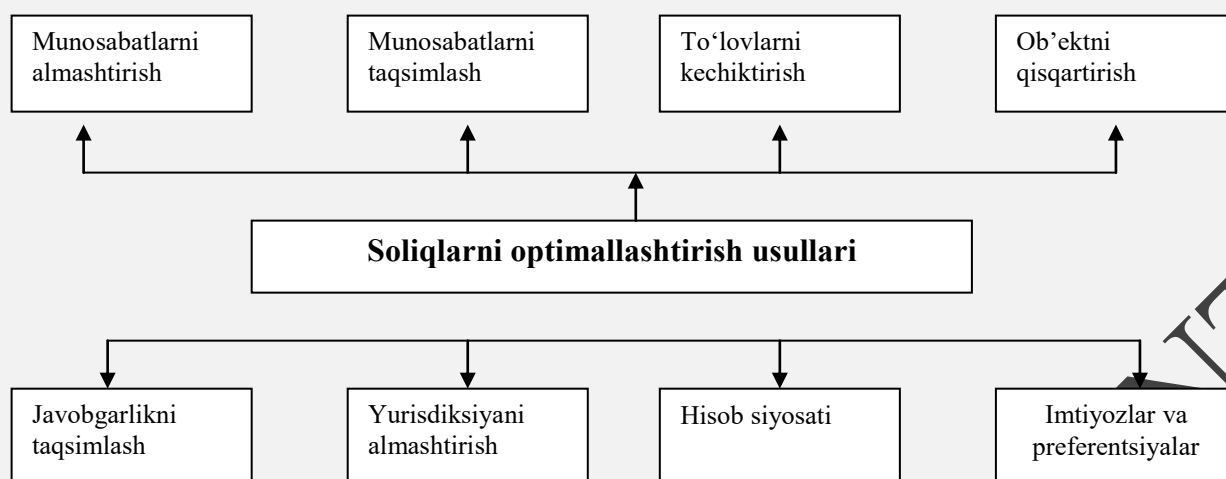 Munosabatlarni
almashtirish
Munosabatlarni
taqsimlash
To‘lovlarni
kechiktirish
Ob’ektni
qisqartirish
Soliqlarni optimallashtirish usullari
Javobgarlikni
taqsimlash
Yurisdiksiyani
almashtirish
Hisob siyosati
Imtiyozlar va
preferentsiyalar